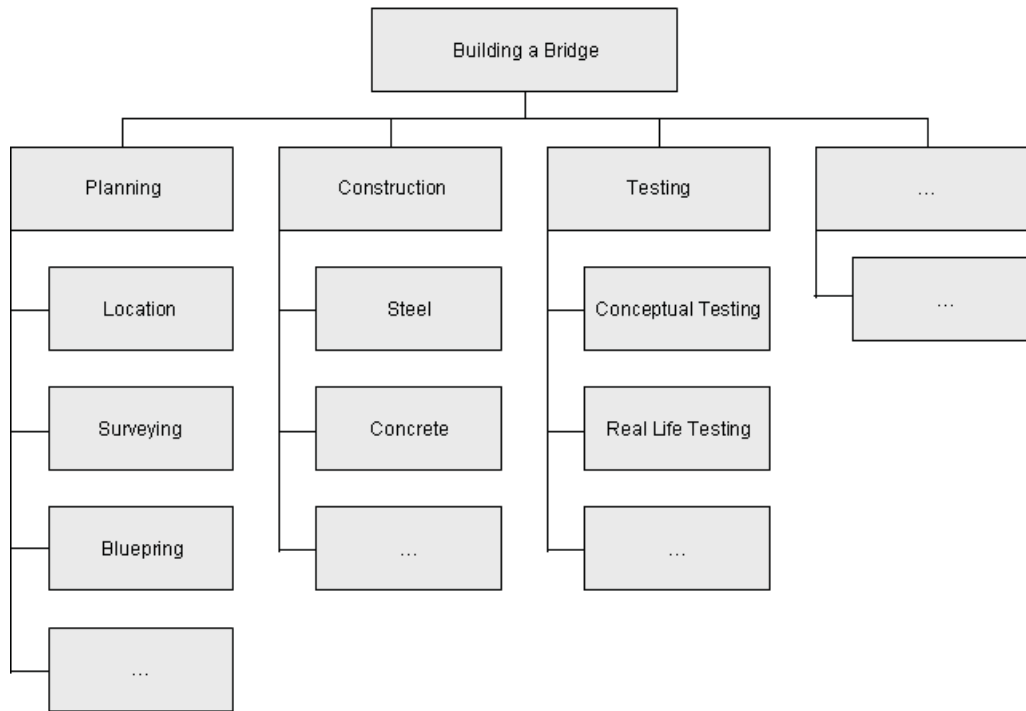 Building a Bridge
Planning
Construction
Testing
...
Location
Steel
Conceptual Testing
...
Surveying
Concrete
Real Life Testing
Bluepring
...
...
...